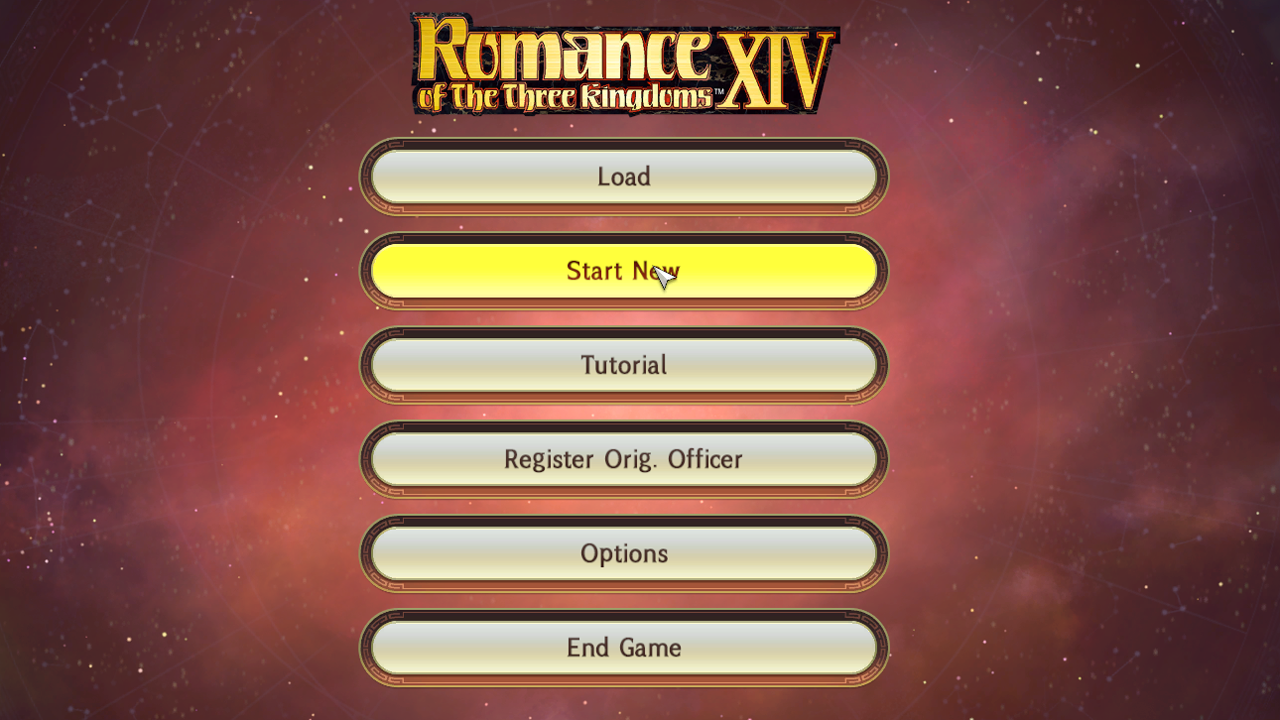 Romance
of The Three Kingdoms™ XIV
Load
Start New
Tutorial
Register Orig. Officer
Options
End Game